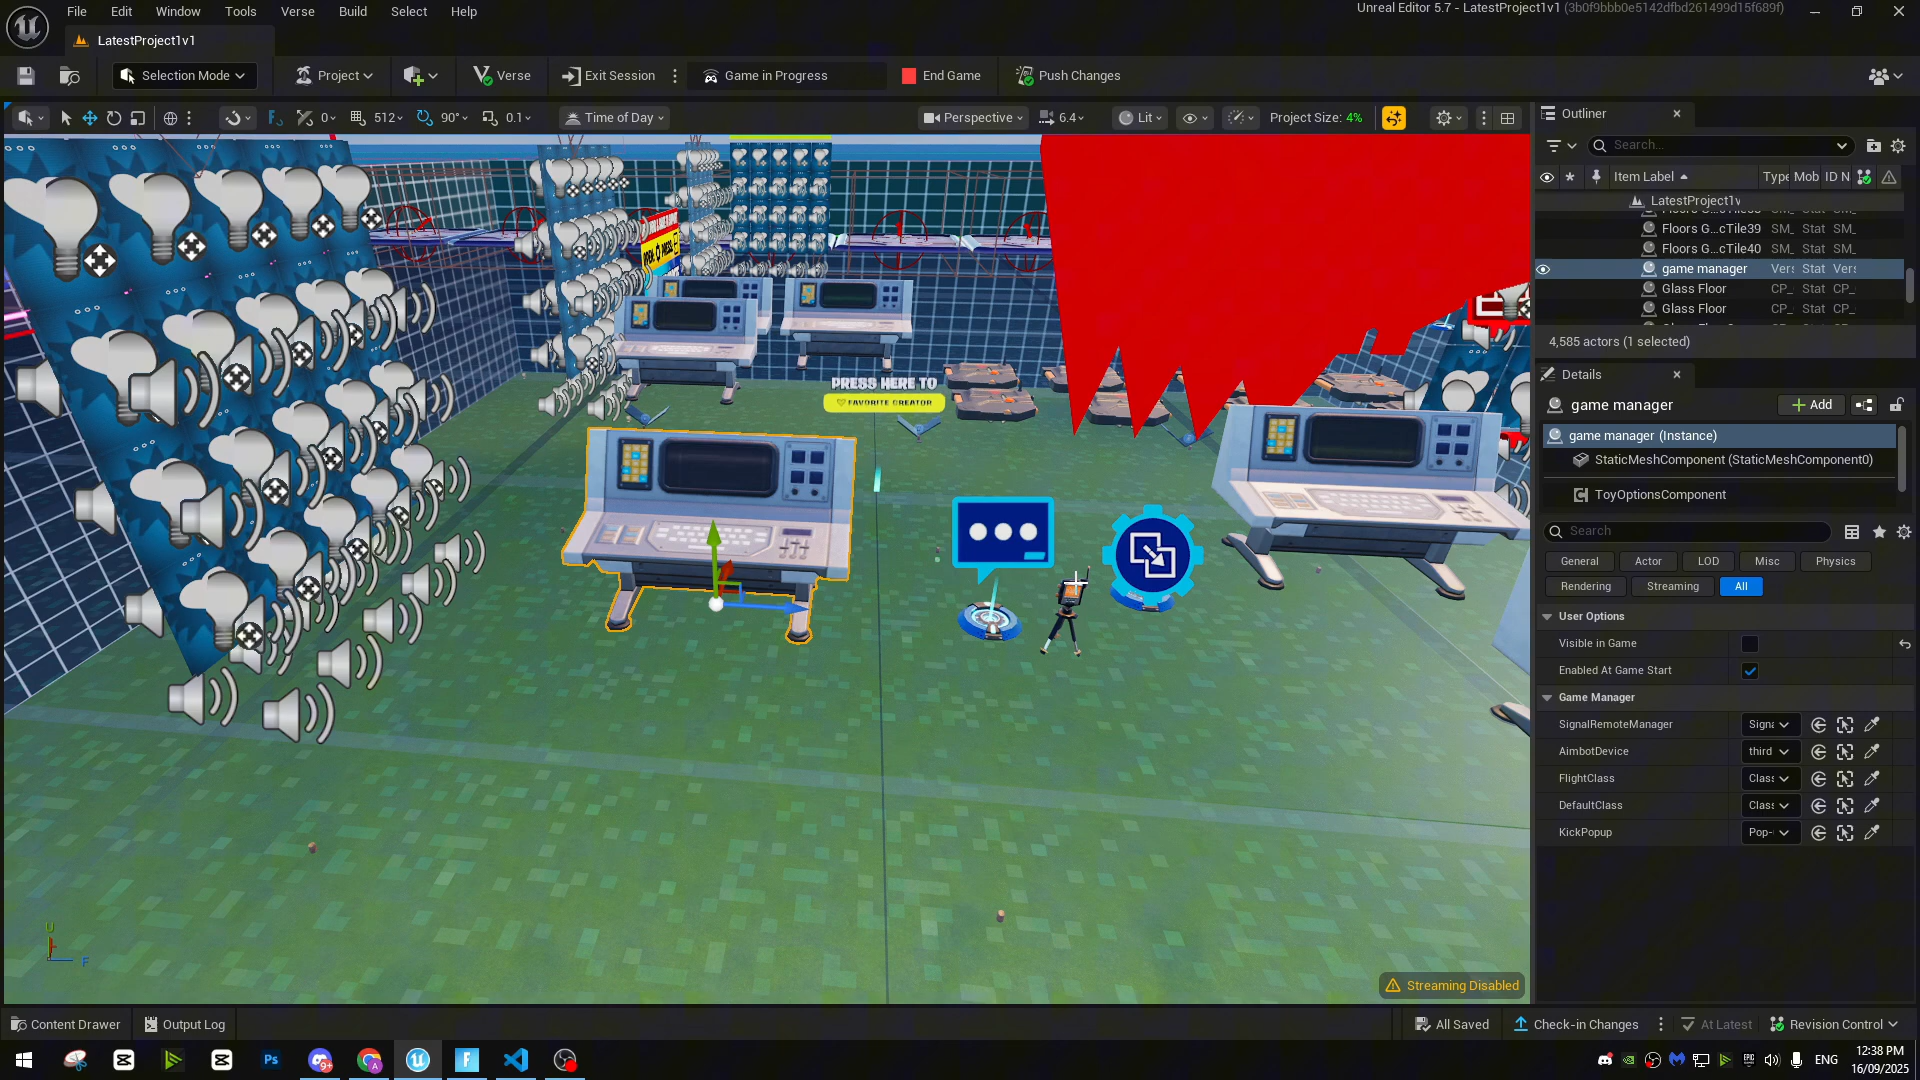 File Edit Window Tools Verse Build Select Help
Unreal Editor 5.7 - LatestProject1v1 (3b0f9bbb0e5142dfbd261499d15f689f)
LatestProject1v1
Selection Mode Project Verse Exit Session Game in Progress End Game Push Changes
0 512 90° 0.1 Time of Day Perspective 6.4 Lit Project Size: 4%
PRESS HERE TO
FAVORITE CREATOR
Streaming Disabled
Outliner
Search...
Item Label Type Mob ID N
LatestProject1v
Floors G...cTile39 SM_ Stat SM_
Floors G...cTile40 SM_ Stat SM_
game manager Vers Stat Vers
Glass Floor CP_ Stat CP_
Glass Floor CP_ Stat CP_
4,585 actors (1 selected)
Details
game manager Add
game manager (Instance)
StaticMeshComponent (StaticMeshComponent0)
ToyOptionsComponent
Search
General Actor LOD Misc Physics
Rendering Streaming All
User Options
Visible in Game
Enabled At Game Start
Game Manager
SignalRemoteManager Signa
AimbotDevice third
FlightClass Class
DefaultClass Class
KickPopup Pop-
Content Drawer Output Log All Saved Check-in Changes At Latest Revision Control
Ps 9+ A F ENG
12:38 PM
16/09/2025